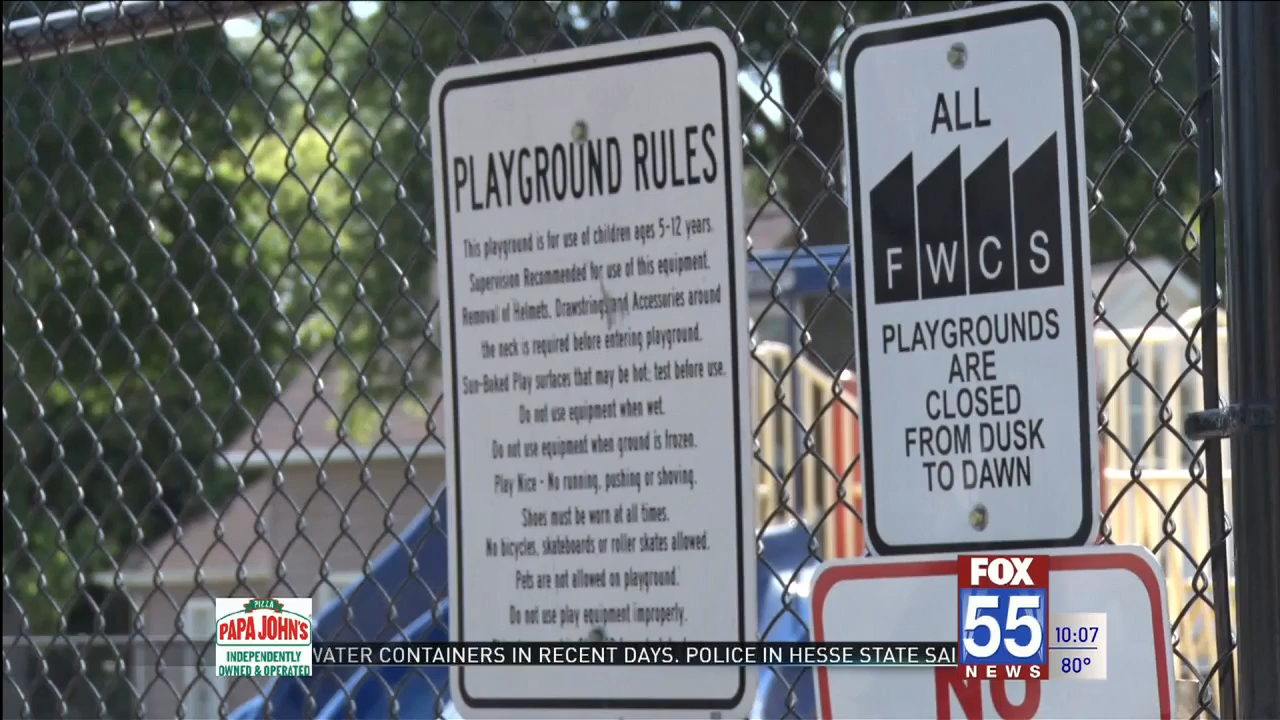 PLAYGROUND RULES
This playground is for use of children ages 5-12 years.
Supervision Recommended for use of this equipment.
Removal of Helmets, Drawstrings and Accessories around
the neck is required before entering playground.
Sun-Baked Play surfaces that may be hot; test before use.
Do not use equipment when wet.
Do not use equipment when ground is frozen.
Play Nice - No running, pushing or shoving.
Shoes must be worn at all times.
No bicycles, skateboards or roller skates allowed.
Pets are not allowed on playground.
Do not use play equipment improperly.
ALL
FWCS
PLAYGROUNDS
ARE
CLOSED
FROM DUSK
TO DAWN
NO
PIZZA
PAPA JOHN'S
INDEPENDENTLY
OWNED & OPERATED
WATER CONTAINERS IN RECENT DAYS. POLICE IN HESSE STATE SAI
FOX
55
NEWS
10:07
80°